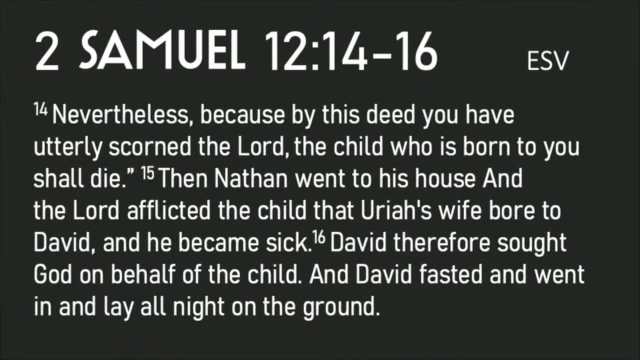 2 SAMUEL 12:14-16 ESV
14 Nevertheless, because by this deed you have
utterly scorned the Lord, the child who is born to you
shall die.” 15 Then Nathan went to his house And
the Lord afflicted the child that Uriah's wife bore to
David, and he became sick.16 David therefore sought
God on behalf of the child. And David fasted and went
in and lay all night on the ground.